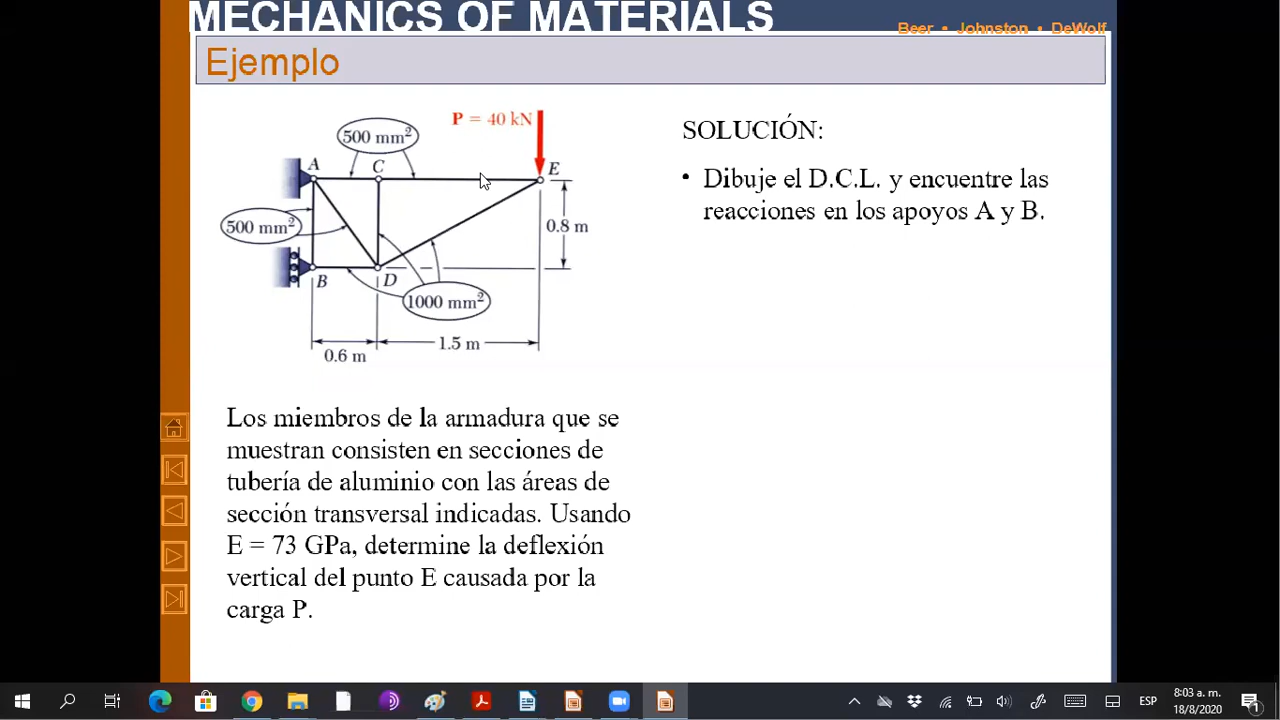 MECHANICS OF MATERIALS
Beer • Johnston • DeWolf
Ejemplo
P = 40 kN
500 mm²
A
C
E
500 mm²
0.8 m
B
D
1000 mm²
1.5 m
0.6 m
SOLUCIÓN:
• Dibuje el D.C.L. y encuentre las
reacciones en los apoyos A y B.
Los miembros de la armadura que se
muestran consisten en secciones de
tubería de aluminio con las áreas de
sección transversal indicadas. Usando
E = 73 GPa, determine la deflexión
vertical del punto E causada por la
carga P.
ESP
8:03 a. m.
18/8/2020
1